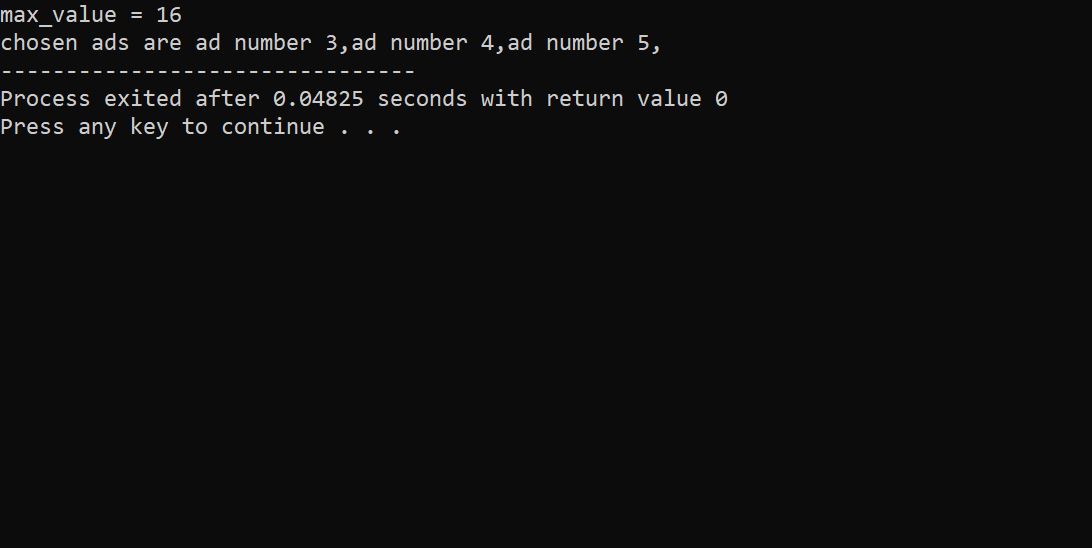 max_value = 16
chosen ads are ad number 3,ad number 4,ad number 5,
--------------------------------
Process exited after 0.04825 seconds with return value 0
Press any key to continue . . .